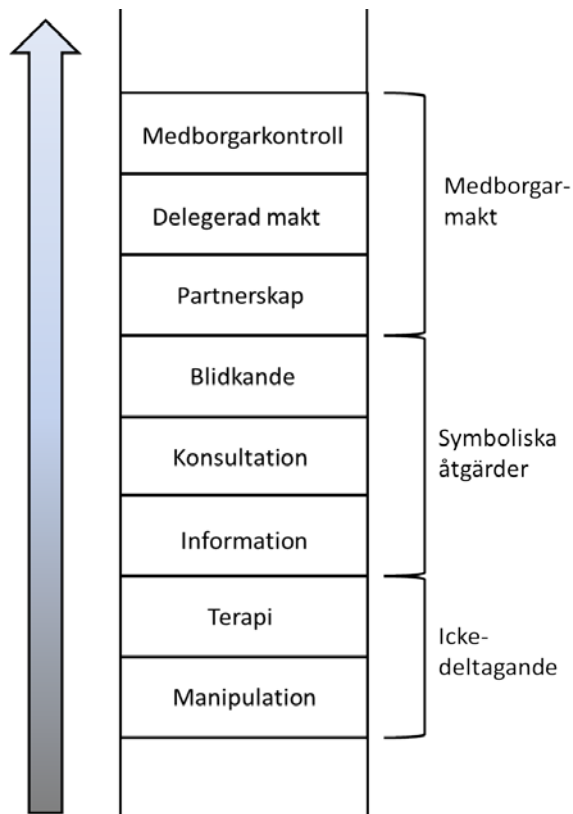 Medborgarkontroll
Delegerad makt
Partnerskap
Medborgar-
makt
Blidkande
Konsultation
Information
Symboliska
åtgärder
Terapi
Manipulation
Icke-
deltagande